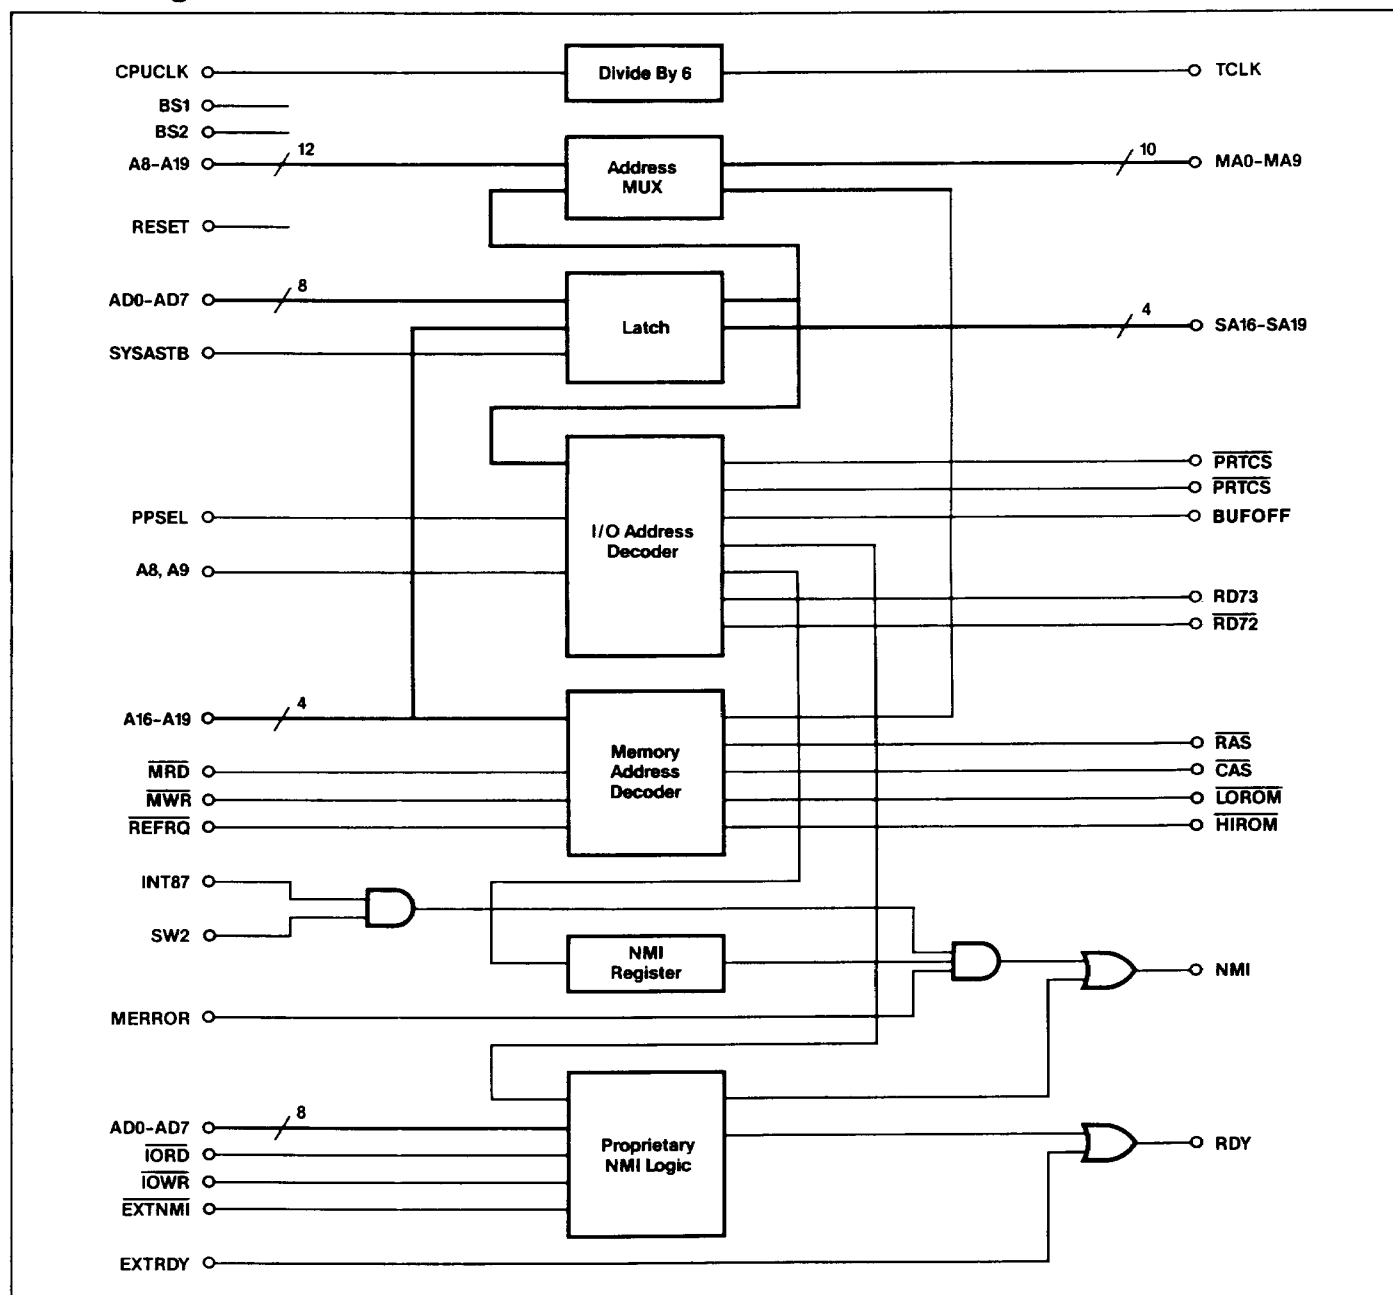 CPUCLK
Divide By 6
TCLK
BS1
BS2
A8-A19
12
Address
MUX
10
MA0-MA9
RESET
AD0-AD7
8
Latch
4
SA16-SA19
SYSASTB
PRTCS
PRTCS
PPSEL
BUFOFF
I/O Address
Decoder
A8, A9
RD73
RD72
A16-A19
4
Memory
Address
Decoder
RAS
MRD
CAS
MWR
LOROM
REFRQ
HIROM
INT87
SW2
NMI
Register
NMI
MERROR
AD0-AD7
8
Proprietary
NMI Logic
RDY
IORD
IOWR
EXTNMI
EXTRDY